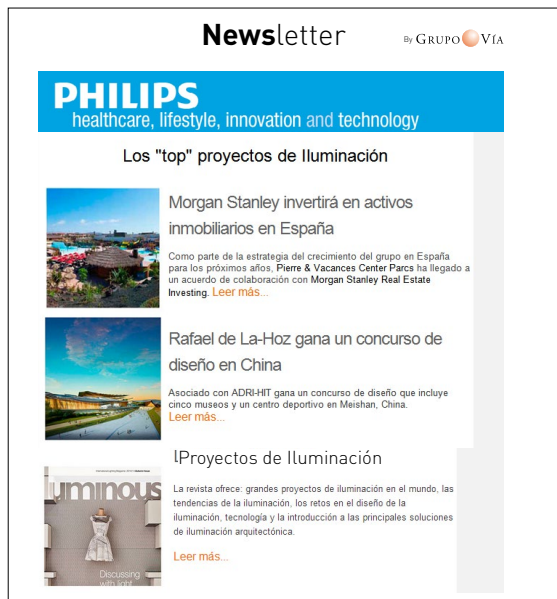 Newsletter
By GRUPO VÍA
PHILIPS
healthcare, lifestyle, innovation and technology
Los "top" proyectos de Iluminación
Morgan Stanley invertirá en activos
inmobiliarios en España
Como parte de la estrategia del crecimiento del grupo en España
para los próximos años, Pierre & Vacances Center Parcs ha llegado a
un acuerdo de colaboración con Morgan Stanley Real Estate
Investing. Leer más...
Rafael de La-Hoz gana un concurso de
diseño en China
Asociado con ADRI-HIT gana un concurso de diseño que incluye
cinco museos y un centro deportivo en Meishan, China.
Leer más...
Proyectos de Iluminación
luminous
La revista ofrece: grandes proyectos de iluminación en el mundo, las
tendencias de la iluminación, los retos en el diseño de la
iluminación, tecnología y la introducción a las principales soluciones
de iluminación arquitectónica.
Leer más...
Discussing
with light